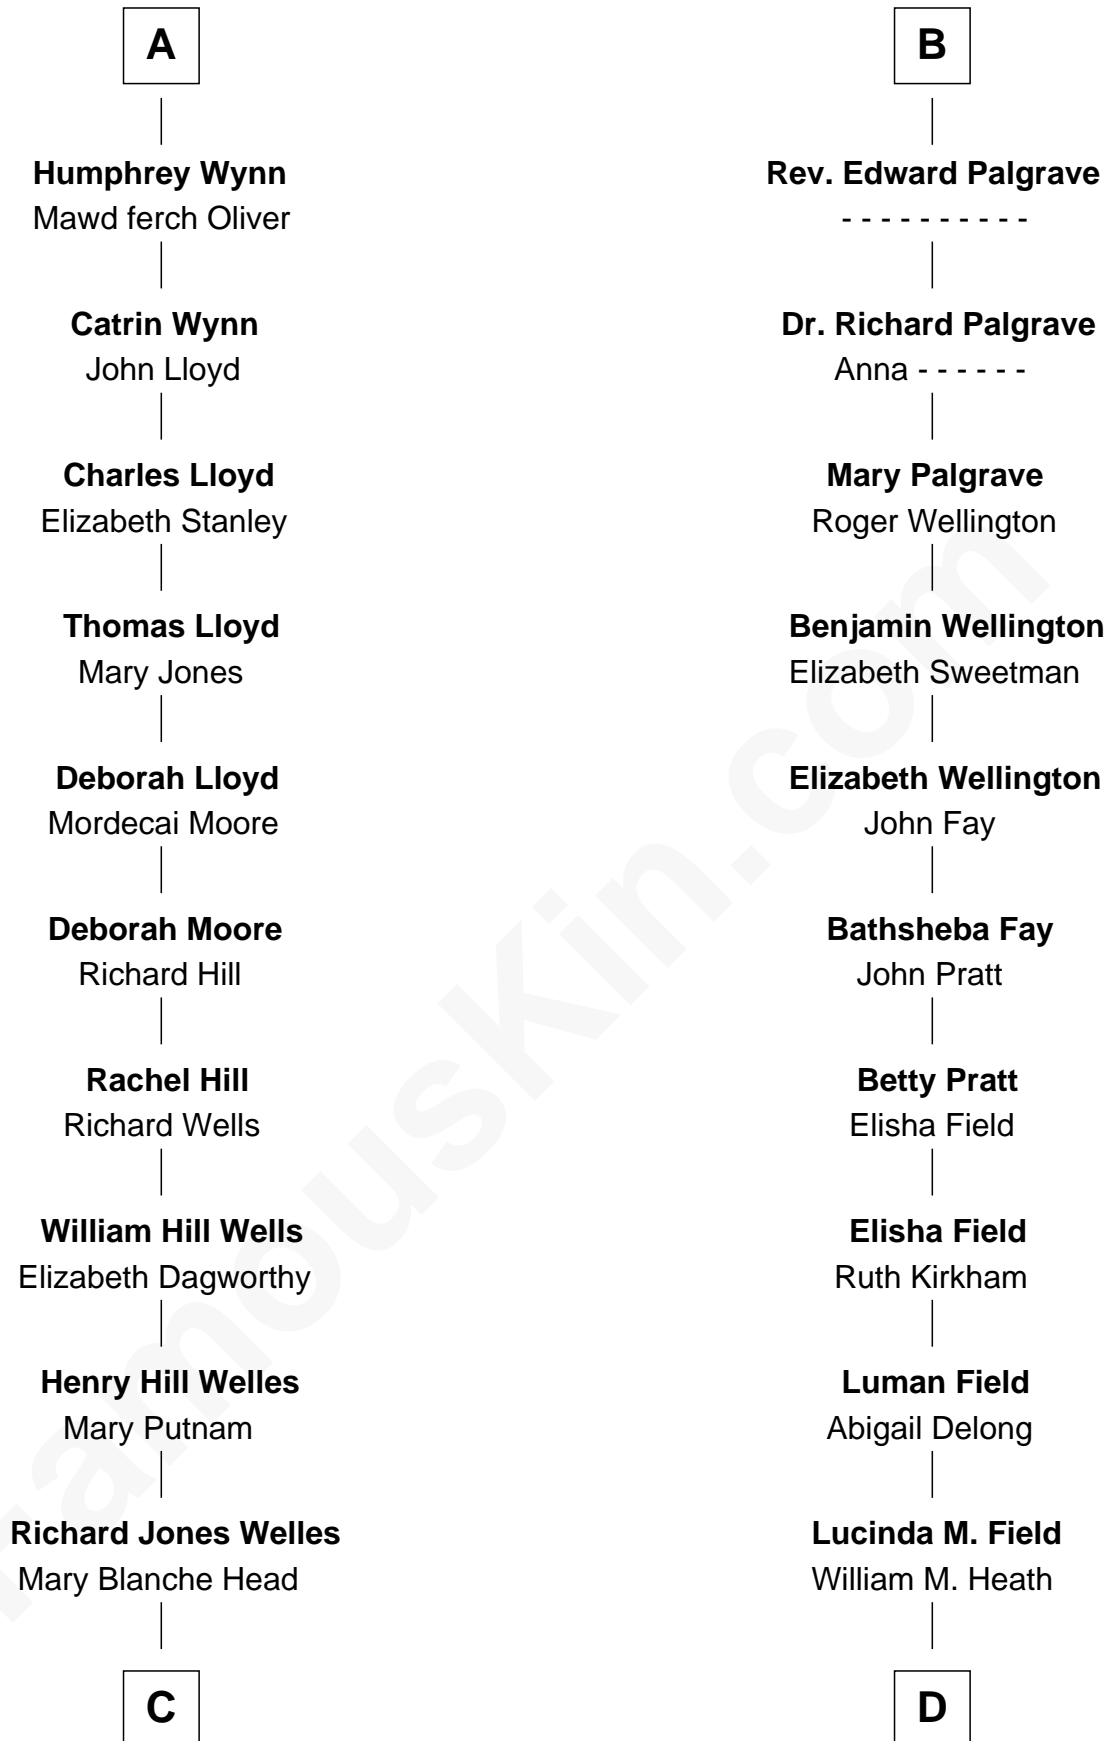 A
Humphrey Wynn
Mawd ferch Oliver
Catrin Wynn
John Lloyd
Charles Lloyd
Elizabeth Stanley
Thomas Lloyd
Mary Jones
Deborah Lloyd
Mordecai Moore
Deborah Moore
Richard Hill
Rachel Hill
Richard Wells
William Hill Wells
Elizabeth Dagworthy
Henry Hill Welles
Mary Putnam
Richard Jones Welles
Mary Blanche Head
C
B
Rev. Edward Palgrave
- - - - - - - - - -
Dr. Richard Palgrave
Anna - - - - - -
Mary Palgrave
Roger Wellington
Benjamin Wellington
Elizabeth Sweetman
Elizabeth Wellington
John Fay
Bathsheba Fay
John Pratt
Betty Pratt
Elisha Field
Elisha Field
Ruth Kirkham
Luman Field
Abigail Delong
Lucinda M. Field
William M. Heath
D
FamousKin.com